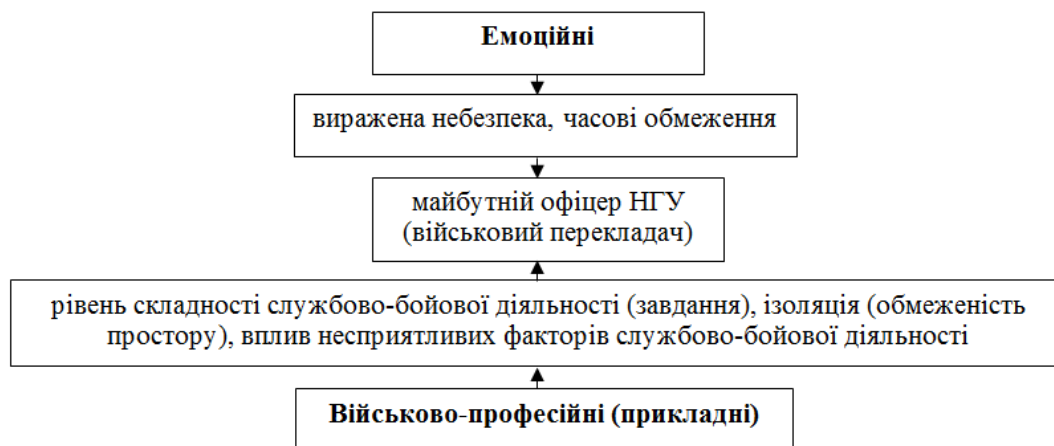 Емоційні
виражена небезпека, часові обмеження
майбутній офіцер НГУ
(військовий перекладач)
рівень складності службово-бойової діяльності (завдання), ізоляція (обмеженість
простору), вплив несприятливих факторів службово-бойової діяльності
Військово-професійні (прикладні)